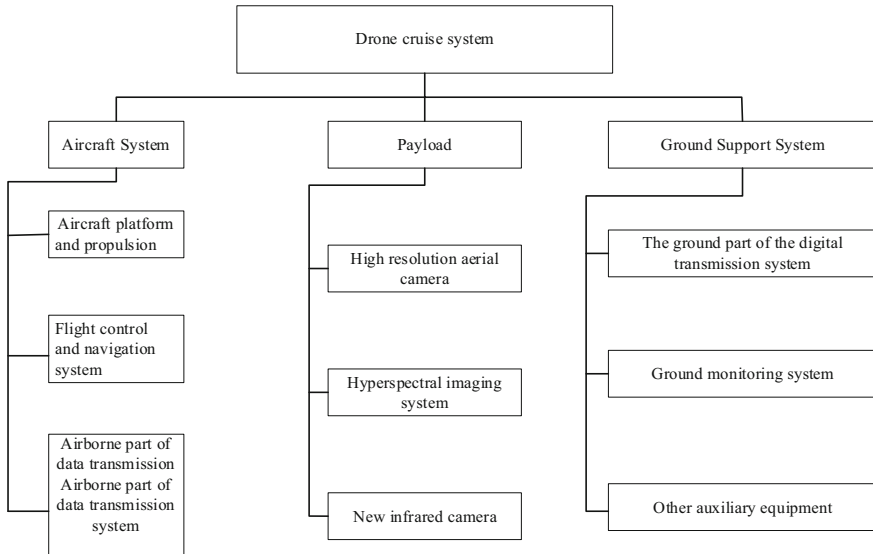 Drone cruise system
Aircraft System
Payload
Ground Support System
Aircraft platform
and propulsion
High resolution aerial
camera
The ground part of the digital
transmission system
Flight control
and navigation
system
Hyperspectral imaging
system
Ground monitoring system
Airborne part of
data transmission
Airborne part of
data transmission
system
New infrared camera
Other auxiliary equipment